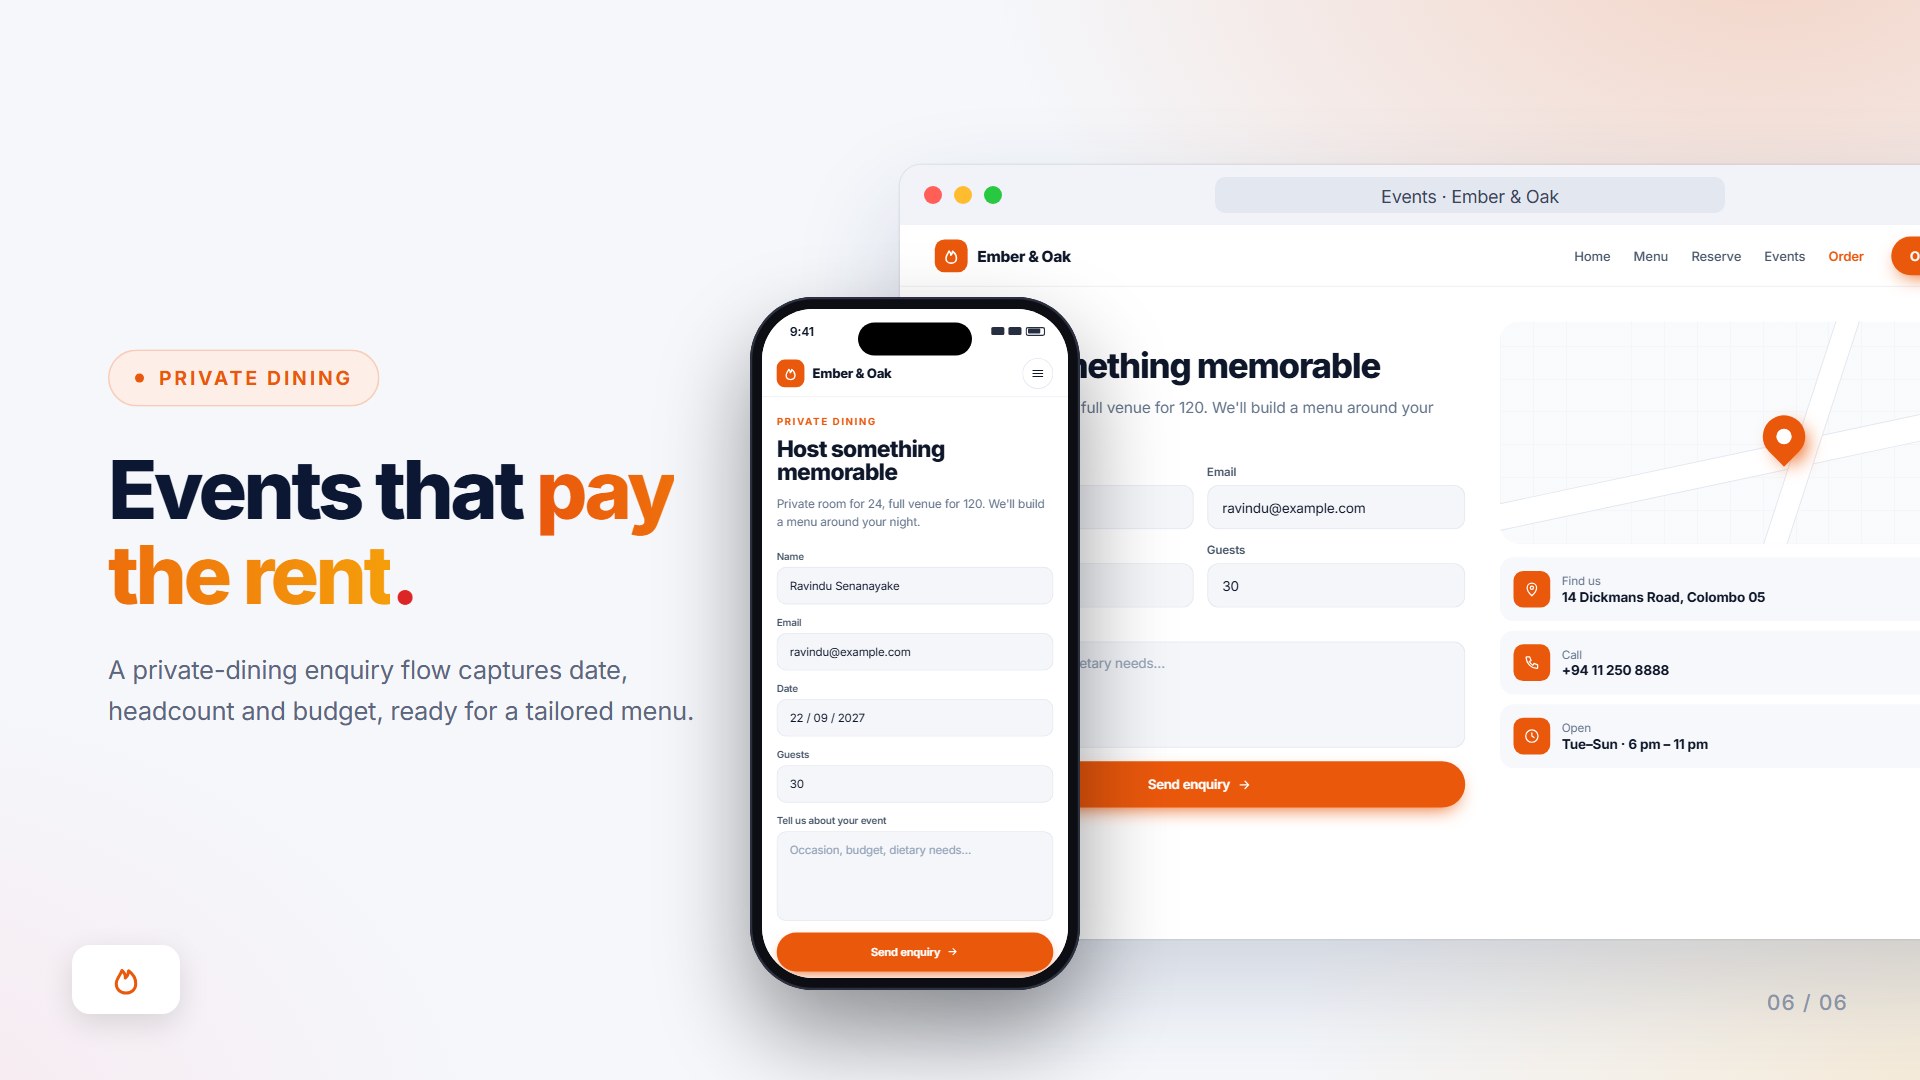 PRIVATE DINING
Events that pay
the rent.
A private-dining enquiry flow captures date,
headcount and budget, ready for a tailored menu.
9:41
Ember & Oak
PRIVATE DINING
Host something
memorable
Private room for 24, full venue for 120. We'll build
a menu around your night.
Name
Ravindu Senanayake
Email
ravindu@example.com
Date
22 / 09 / 2027
Guests
30
Tell us about your event
Occasion, budget, dietary needs...
Send enquiry →
Events · Ember & Oak
Ember & Oak
Home Menu Reserve Events Order
mething memorable
full venue for 120. We'll build a menu around your
Email
ravindu@example.com
Guests
30
etary needs...
Send enquiry →
Find us
14 Dickmans Road, Colombo 05
Call
+94 11 250 8888
Open
Tue–Sun · 6 pm – 11 pm
06 / 06